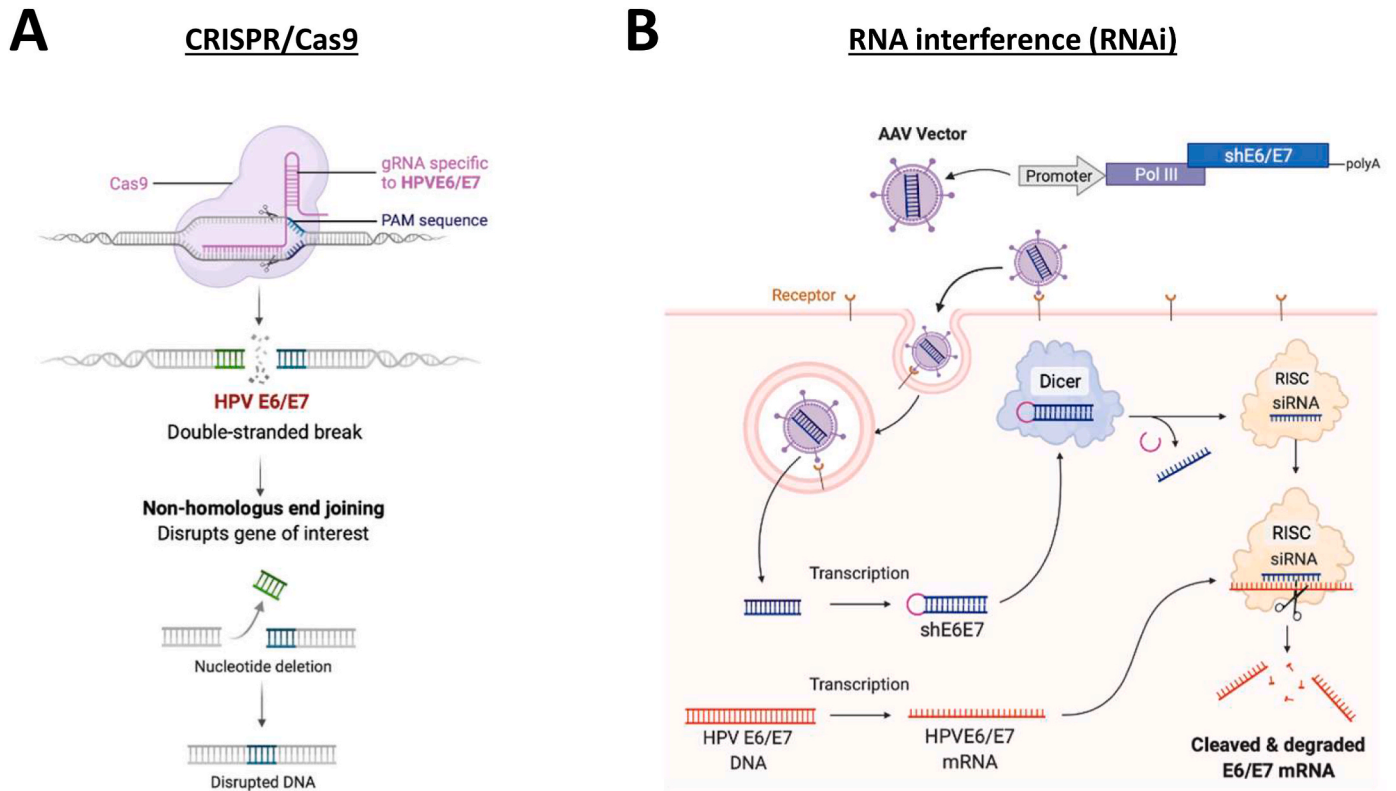 A
CRISPR/Cas9
Cas9
gRNA specific
to HPVE6/E7
PAM sequence
HPV E6/E7
Double-stranded break
Non-homologus end joining
Disrupts gene of interest
Nucleotide deletion
Disrupted DNA
B
RNA interference (RNAi)
AAV Vector
Promoter
Pol III
shE6/E7
polyA
Receptor
Dicer
RISC
siRNA
RISC
siRNA
Transcription
shE6E7
Transcription
HPV E6/E7
DNA
HPVE6/E7
mRNA
Cleaved & degraded
E6/E7 mRNA